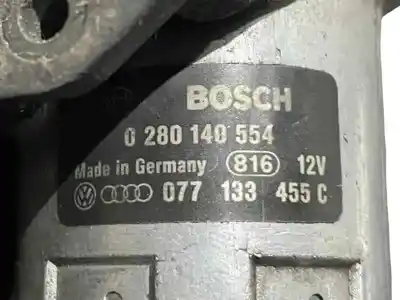 BOSCH
0 280 140 554
Made in Germany 816 12V
077 133 455 C